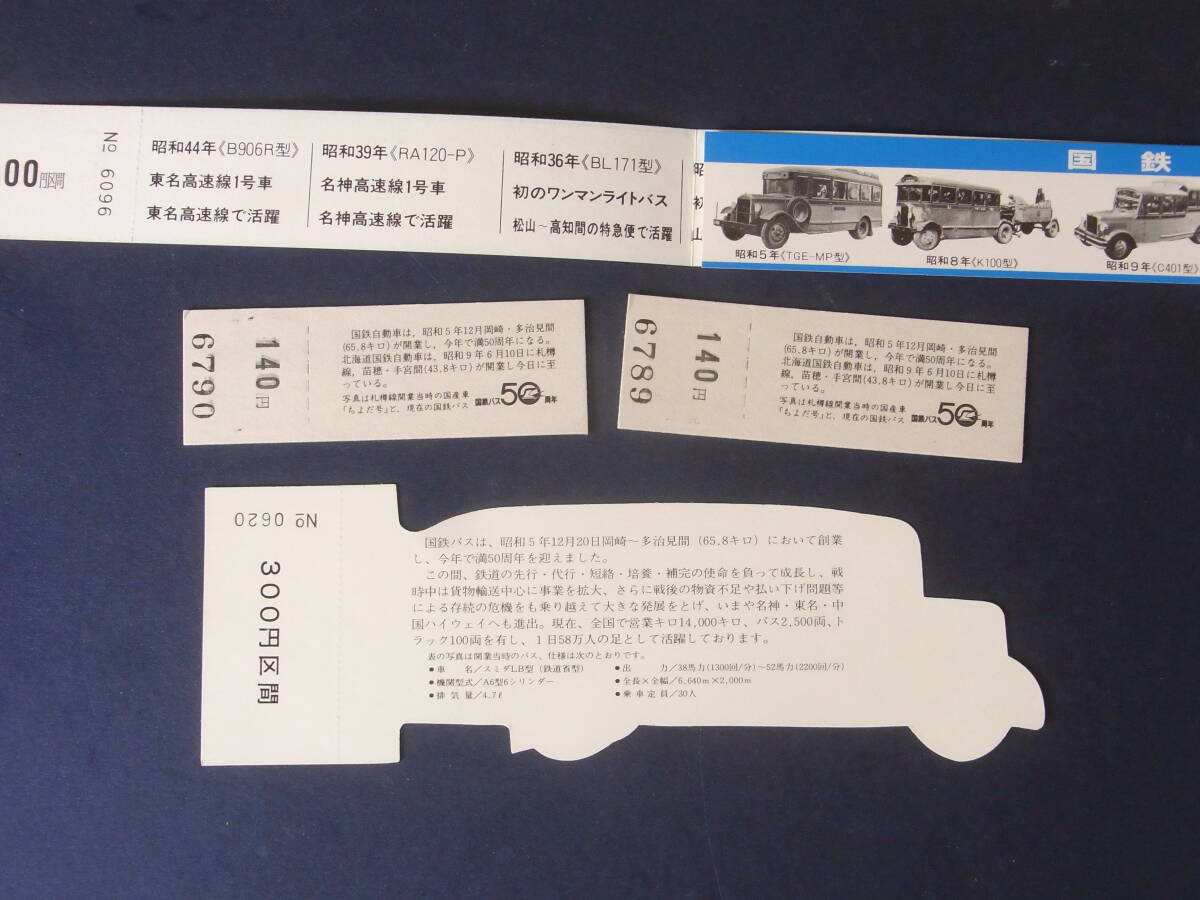 00円区間
№ 6096
昭和44年《B906R型》
東名高速線1号車
東名高速線で活躍
昭和39年《RA120-P》
名神高速線1号車
名神高速線で活躍
昭和36年《BL171型》
初のワンマンライトバス
松山～高知間の特急便で活躍
昭
初
山
国鉄
昭和5年《TGE-MP型》
昭和8年《K100型》
昭和9年《C401型》
6790
140円
国鉄自動車は，昭和5年12月岡崎・多治見間
(65.8キロ)が開業し，今年で満50周年になる。
北海道国鉄自動車は，昭和9年6月10日に札樽
線，苗穂・手宮間(43.8キロ)が開業し今日に至
っている。
写真は札樽線開業当時の国産車
「ちよだ号」と，現在の国鉄バス
国鉄バス50周年
6789
140円
国鉄自動車は，昭和5年12月岡崎・多治見間
(65.8キロ)が開業し，今年で満50周年になる。
北海道国鉄自動車は，昭和9年6月10日に札樽
線，苗穂・手宮間(43.8キロ)が開業し今日に至
っている。
写真は札樽線開業当時の国産車
「ちよだ号」と，現在の国鉄バス
国鉄バス50周年
№ 0620
300円区間
国鉄バスは、昭和5年12月20日岡崎～多治見間（65.8キロ）において創業
し、今年で満50周年を迎えました。
この間、鉄道の先行・代行・短絡・培養・補完の使命を負って成長し、戦
時中は貨物輸送中心に事業を拡大、さらに戦後の物資不足や払い下げ問題等
による存続の危機をも乗り越えて大きな発展をとげ、いまや名神・東名・中
国ハイウェイへも進出。現在、全国で営業キロ14,000キロ、バス2,500両、ト
ラック100両を有し、1日58万人の足として活躍しております。
表の写真は開業当時のバス、仕様は次のとおりです。
●車名／スミダLB型（鉄道省型）
●機関型式／A6型6シリンダー
●排気量／4.7ℓ
●出力／38馬力(1300回/分)～52馬力(2200回/分)
●全長×全幅／6,640m×2,000m
●乗車定員／30人